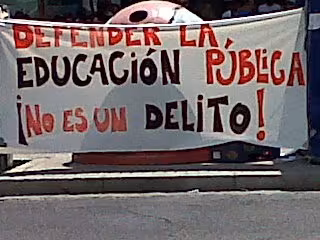 DEFENDER LA
EDUCACIÓN PÚBLICA
¡NO ES UN DELITO!